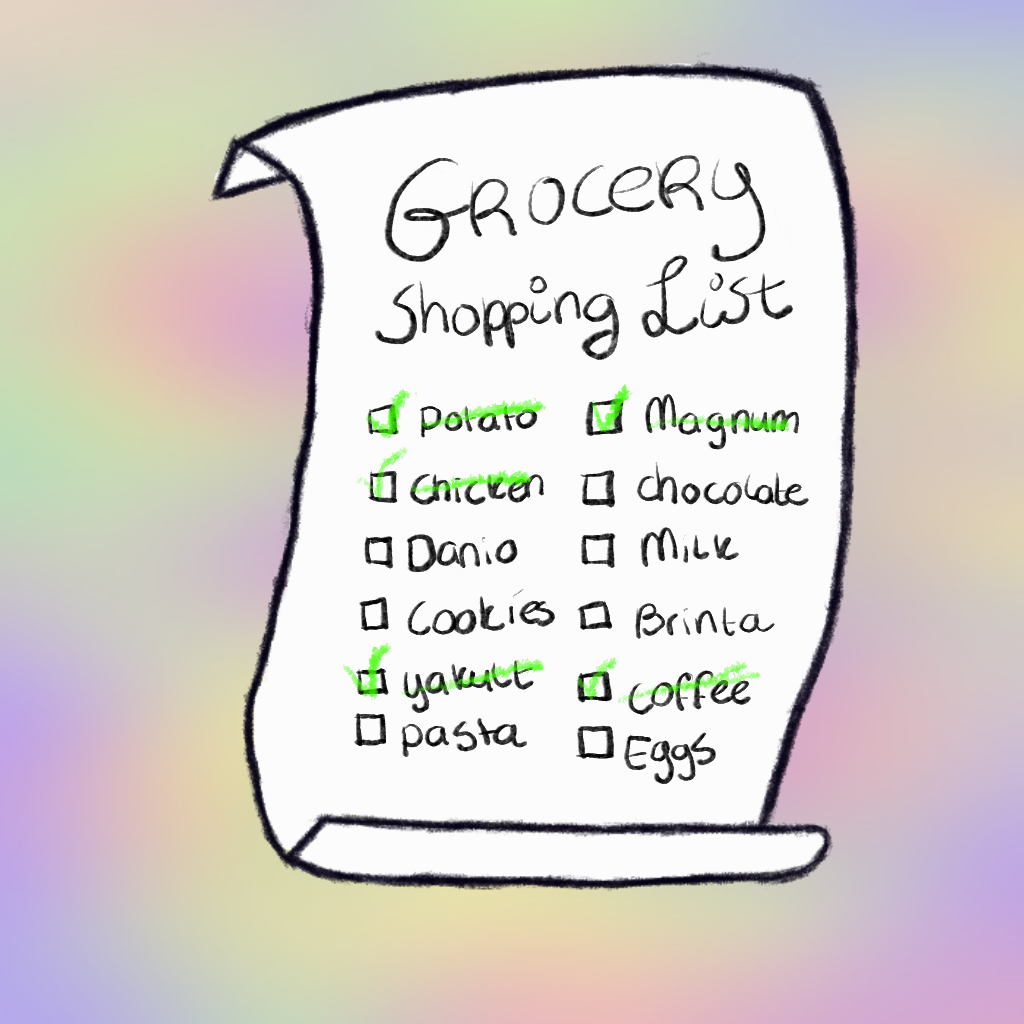 GROCERY
Shopping List
Potato
Chicken
Danio
Cookies
yakult
pasta
Magnum
chocolate
Milk
Brinta
coffee
Eggs